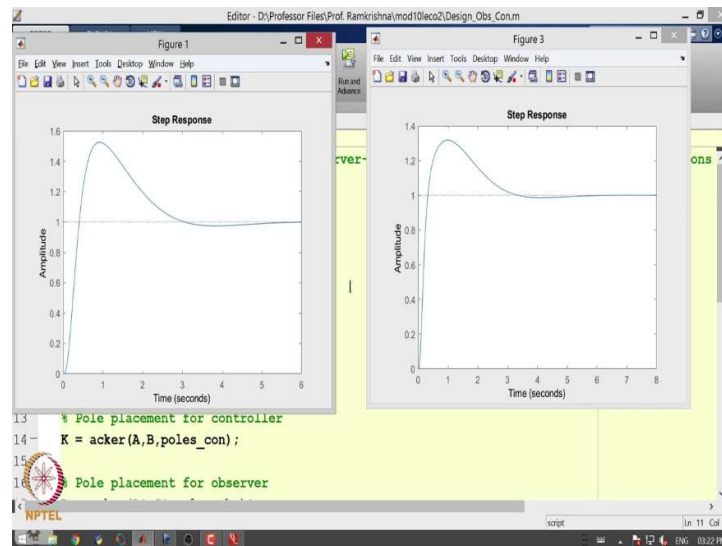 Editor - D:\Professor Files\Prof. Ramkrishna\mod10leco2\Design_Obs_Con.m
Figure 1
File Edit View Insert Tools Desktop Window Help
Step Response
Amplitude
1.6
1.4
1.2
1
0.8
0.6
0.4
0.2
0
0 1 2 3 4 5 6
Time (seconds)
Run and
Advance
rver-
Figure 3
File Edit View Insert Tools Desktop Window Help
Step Response
Amplitude
1.4
1.2
1
0.8
0.6
0.4
0.2
0
0 1 2 3 4 5 6 7 8
Time (seconds)
ons
13 % Pole placement for controller
14 - K = acker(A,B,poles_con);
15
16 % Pole placement for observer
NPTEL
script
Ln 11 Col
ENG 03:22 P